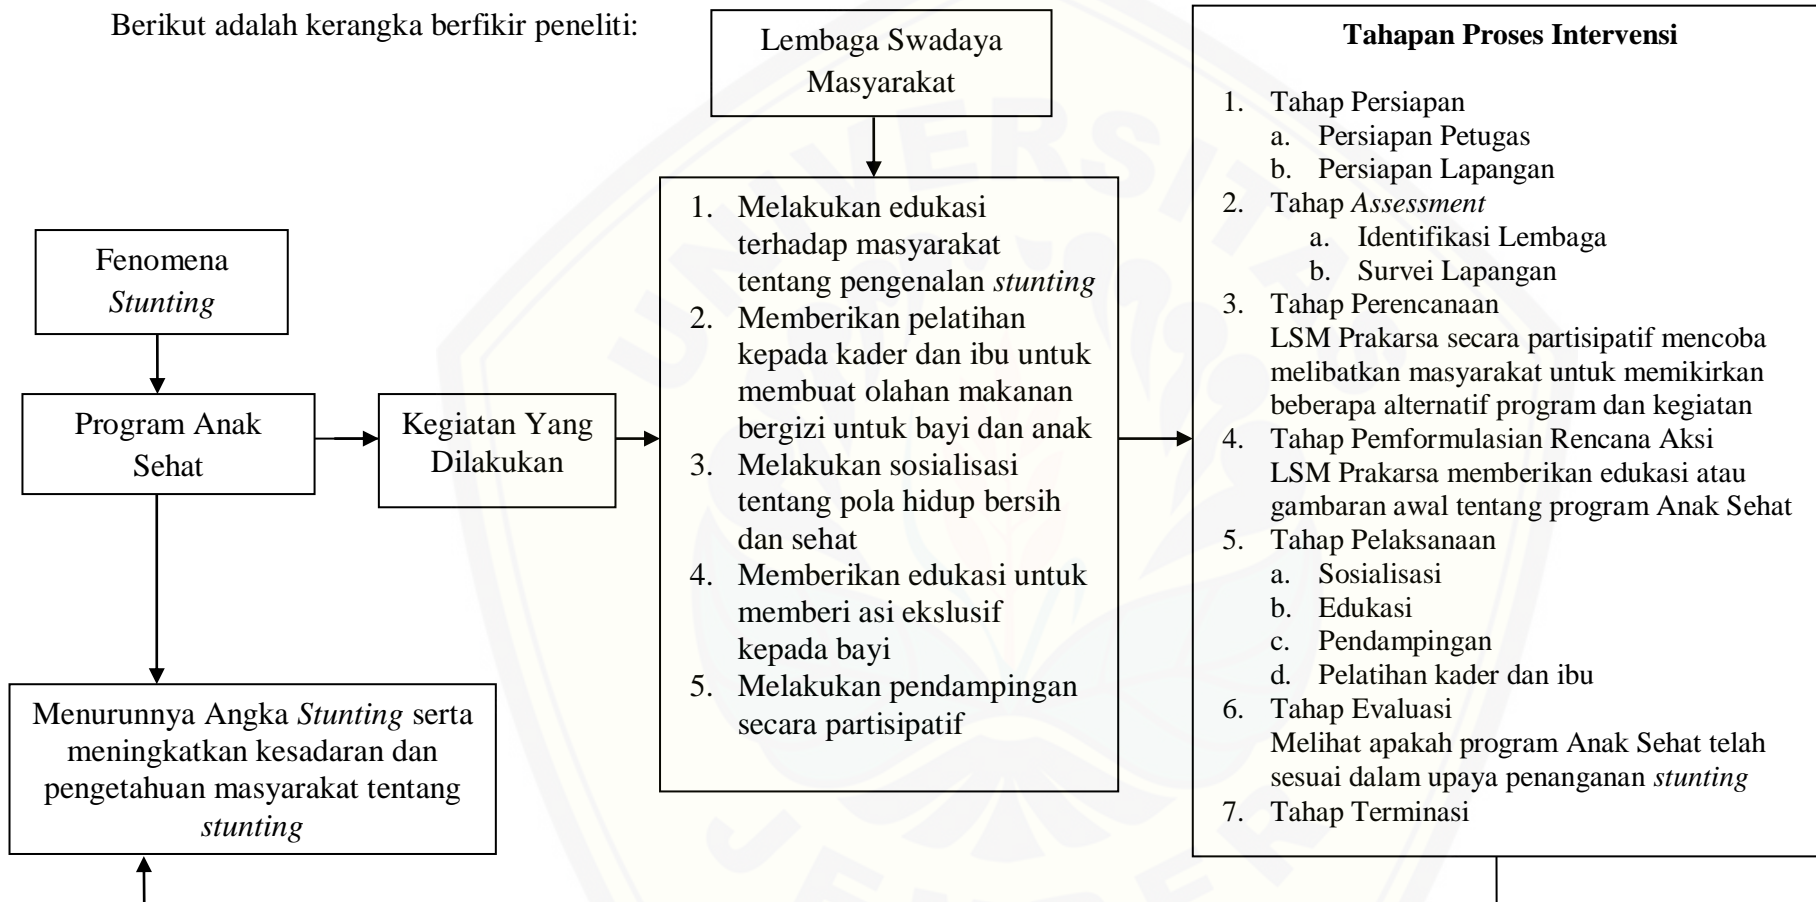 Berikut adalah kerangka berfikir peneliti:
Lembaga Swadaya
Masyarakat
Fenomena
Stunting
Program Anak
Sehat
Kegiatan Yang
Dilakukan
1. Melakukan edukasi
terhadap masyarakat
tentang pengenalan stunting
2. Memberikan pelatihan
kepada kader dan ibu untuk
membuat olahan makanan
bergizi untuk bayi dan anak
3. Melakukan sosialisasi
tentang pola hidup bersih
dan sehat
4. Memberikan edukasi untuk
memberi asi ekslusif
kepada bayi
5. Melakukan pendampingan
secara partisipatif
Tahapan Proses Intervensi
1. Tahap Persiapan
a. Persiapan Petugas
b. Persiapan Lapangan
2. Tahap Assessment
a. Identifikasi Lembaga
b. Survei Lapangan
3. Tahap Perencanaan
LSM Prakarsa secara partisipatif mencoba
melibatkan masyarakat untuk memikirkan
beberapa alternatif program dan kegiatan
4. Tahap Pemformulasian Rencana Aksi
LSM Prakarsa memberikan edukasi atau
gambaran awal tentang program Anak Sehat
5. Tahap Pelaksanaan
a. Sosialisasi
b. Edukasi
c. Pendampingan
d. Pelatihan kader dan ibu
6. Tahap Evaluasi
Melihat apakah program Anak Sehat telah
sesuai dalam upaya penanganan stunting
7. Tahap Terminasi
Menurunnya Angka Stunting serta
meningkatkan kesadaran dan
pengetahuan masyarakat tentang
stunting
UNIVERSITAS
JEMBER